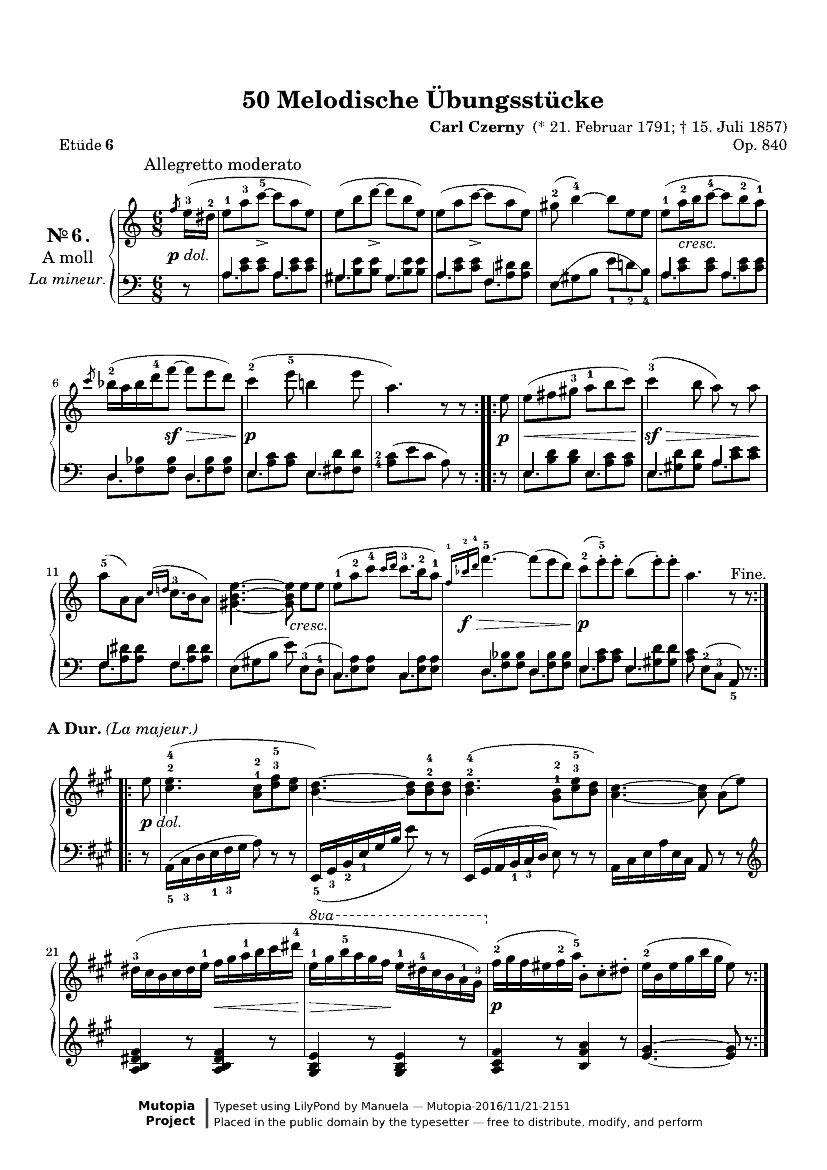 50 Melodische Übungsstücke
Carl Czerny (* 21. Februar 1791; † 15. Juli 1857)
Etüde 6
Op. 840
Allegretto moderato
№ 6.
A moll
La mineur.
p dol.
cresc.
6
sf
p
p
sf
11
cresc.
f
p
Fine.
A Dur. (La majeur.)
p dol.
21
8va
p
Mutopia Project
Typeset using LilyPond by Manuela — Mutopia-2016/11/21-2151
Placed in the public domain by the typesetter — free to distribute, modify, and perform